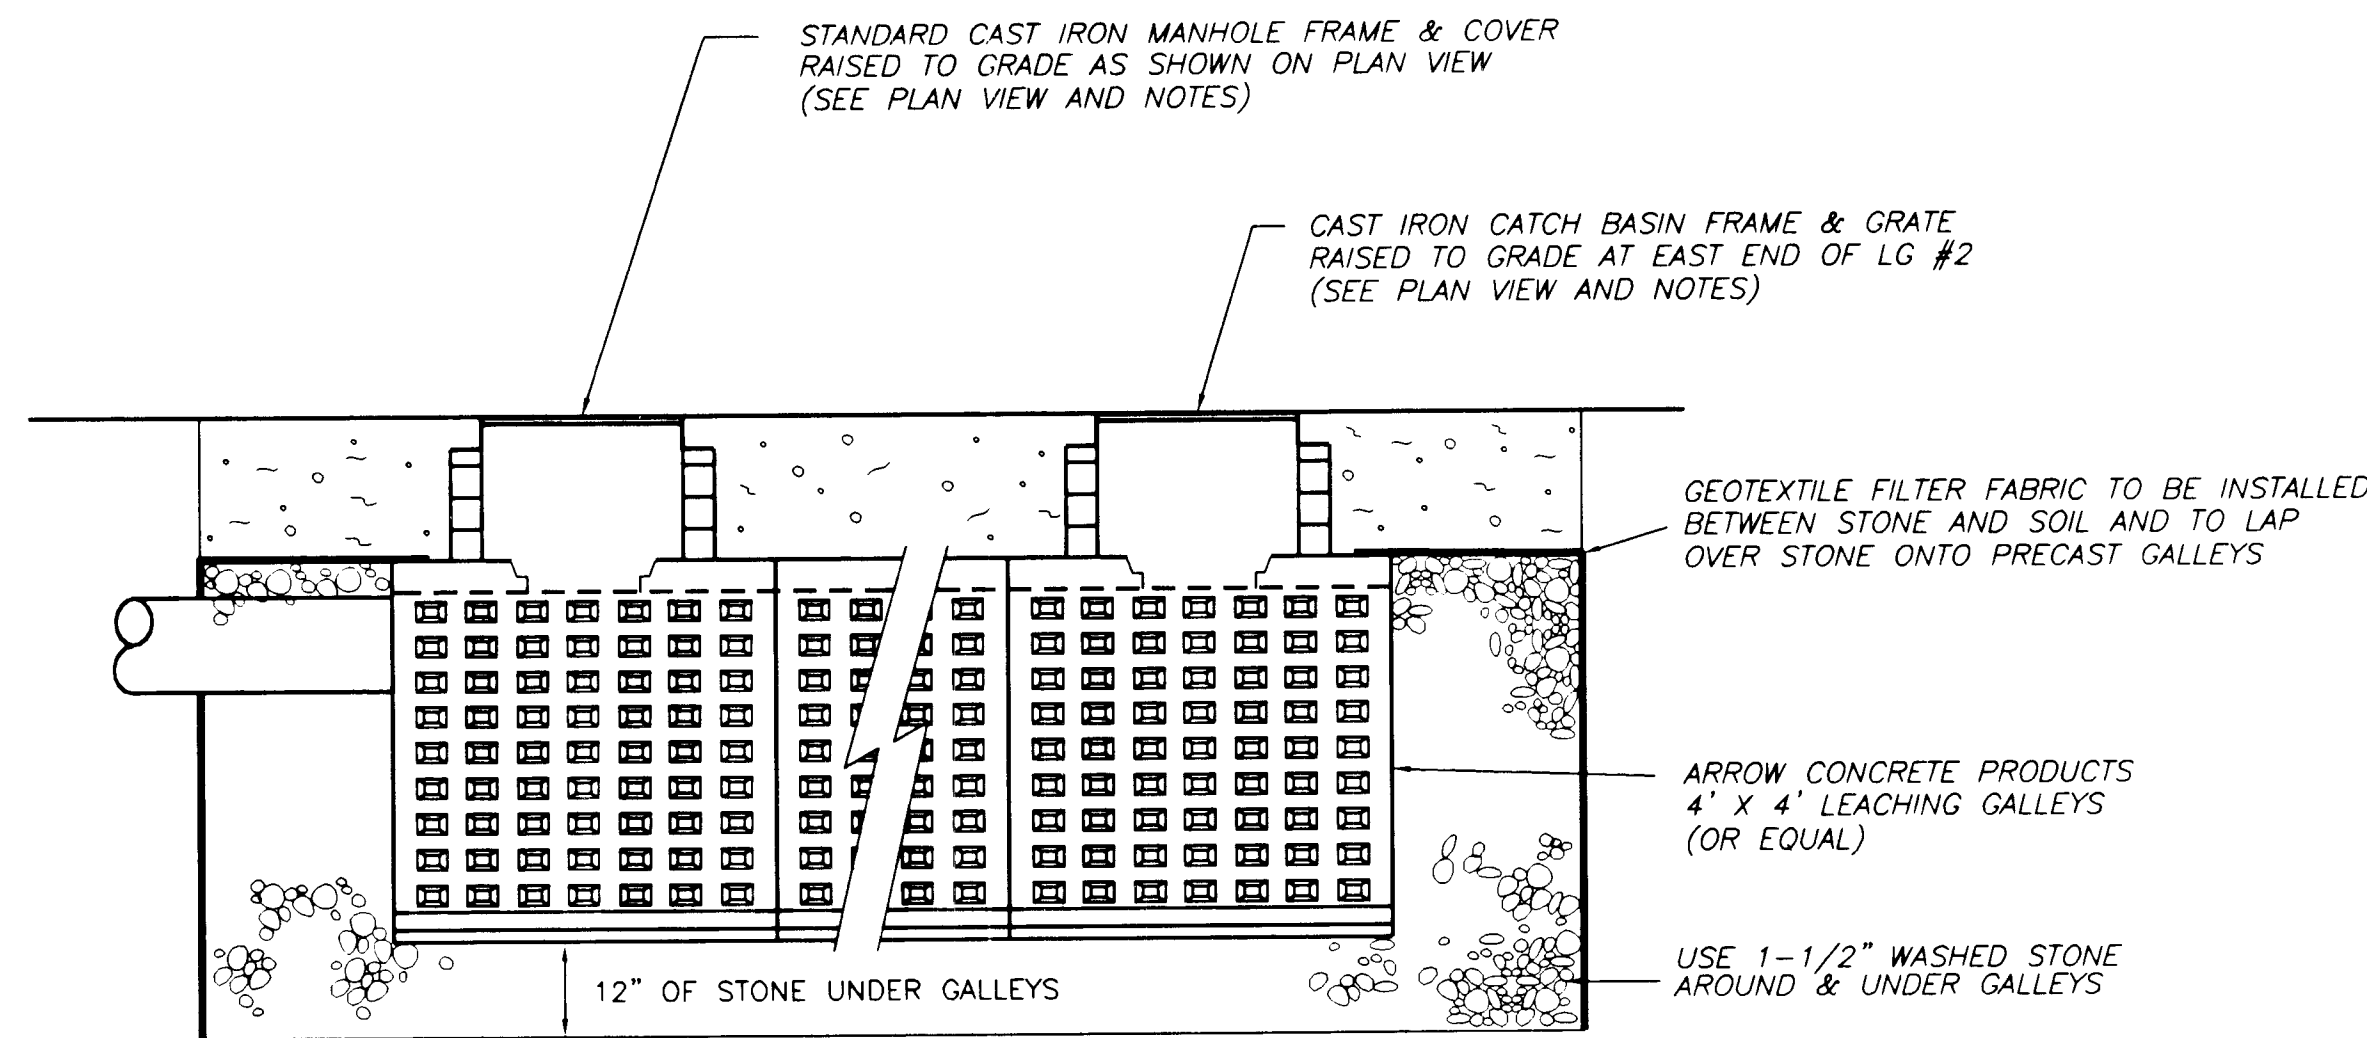 STANDARD CAST IRON MANHOLE FRAME & COVER
RAISED TO GRADE AS SHOWN ON PLAN VIEW
(SEE PLAN VIEW AND NOTES)
CAST IRON CATCH BASIN FRAME & GRATE
RAISED TO GRADE AT EAST END OF LG #2
(SEE PLAN VIEW AND NOTES)
GEOTEXTILE FILTER FABRIC TO BE INSTALLED
BETWEEN STONE AND SOIL AND TO LAP
OVER STONE ONTO PRECAST GALLEYS
ARROW CONCRETE PRODUCTS
4' X 4' LEACHING GALLEYS
(OR EQUAL)
USE 1-1/2" WASHED STONE
AROUND & UNDER GALLEYS
12" OF STONE UNDER GALLEYS